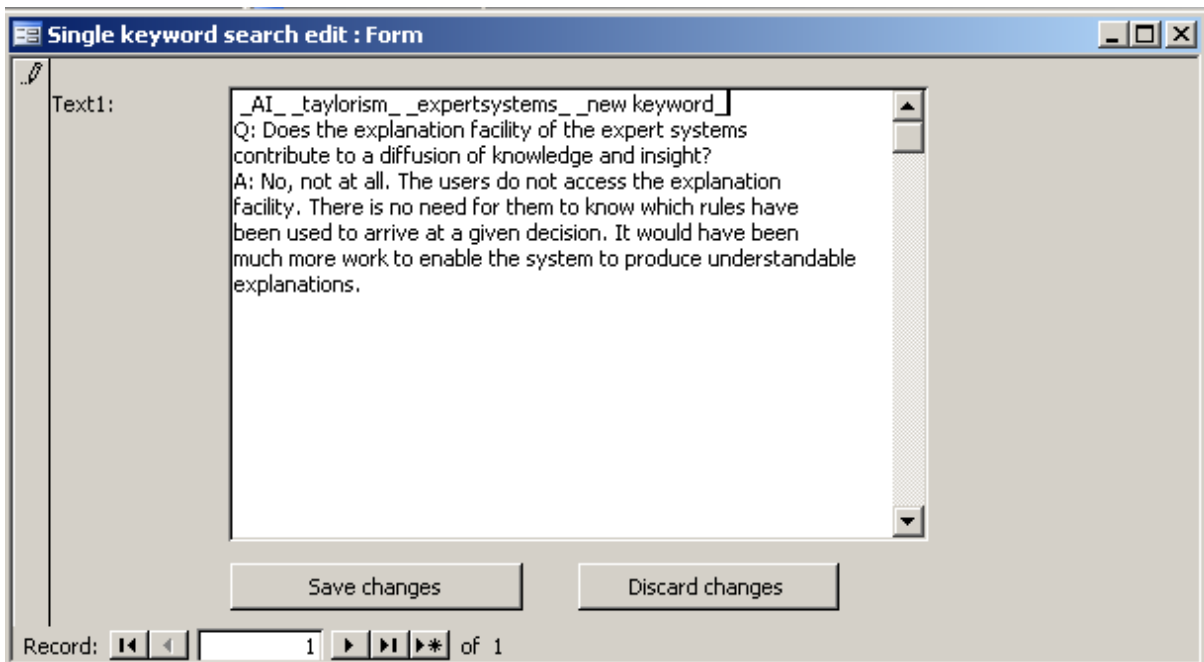 Single keyword search edit : Form
Text1:
_AI_ _taylorism_ _expertsystems_ _new keyword_
Q: Does the explanation facility of the expert systems
contribute to a diffusion of knowledge and insight?
A: No, not at all. The users do not access the explanation
facility. There is no need for them to know which rules have
been used to arrive at a given decision. It would have been
much more work to enable the system to produce understandable
explanations.
Save changes
Discard changes
Record: 1 of 1